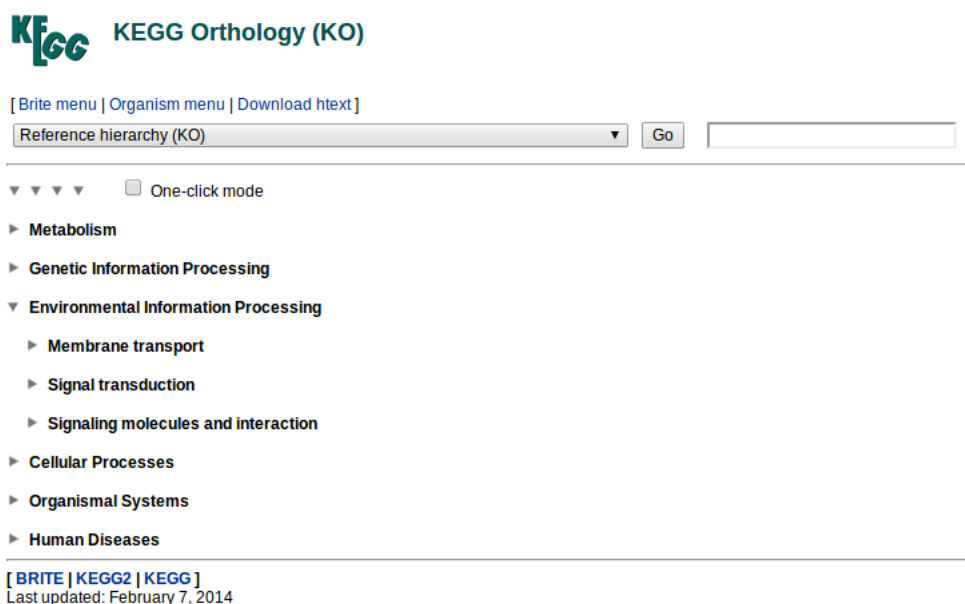 KEGG KEGG Orthology (KO)
[ Brite menu | Organism menu | Download htext ]
Reference hierarchy (KO) Go
One-click mode
Metabolism
Genetic Information Processing
Environmental Information Processing
Membrane transport
Signal transduction
Signaling molecules and interaction
Cellular Processes
Organismal Systems
Human Diseases
[ BRITE | KEGG2 | KEGG ]
Last updated: February 7, 2014